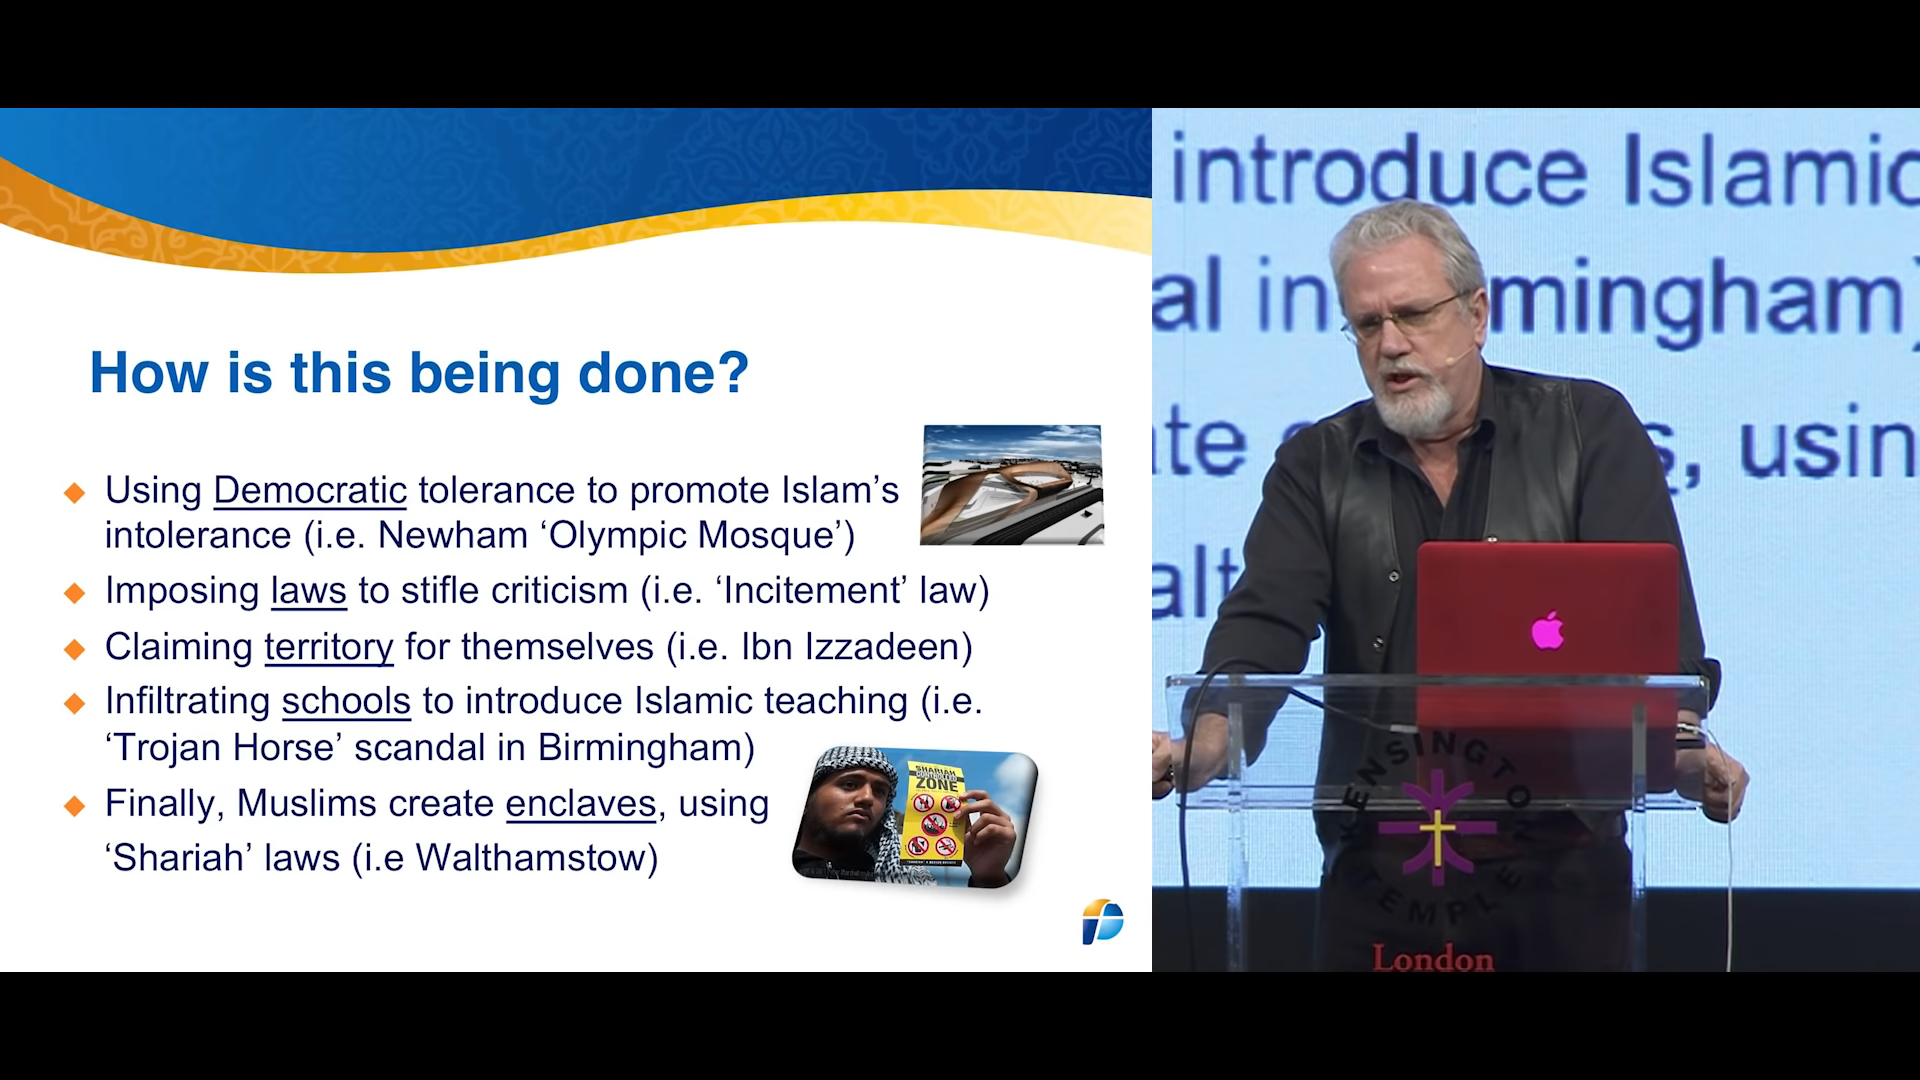 How is this being done?
Using Democratic tolerance to promote Islam’s
intolerance (i.e. Newham ‘Olympic Mosque’)
Imposing laws to stifle criticism (i.e. ‘Incitement’ law)
Claiming territory for themselves (i.e. Ibn Izzadeen)
Infiltrating schools to introduce Islamic teaching (i.e.
‘Trojan Horse’ scandal in Birmingham)
Finally, Muslims create enclaves, using
‘Shariah’ laws (i.e Walthamstow)
SHARIAH
CONTROLLED
ZONE
introduce Islamic
al in mingham)
te s, usin
alt
KENSINGTON
TEMPLE
London